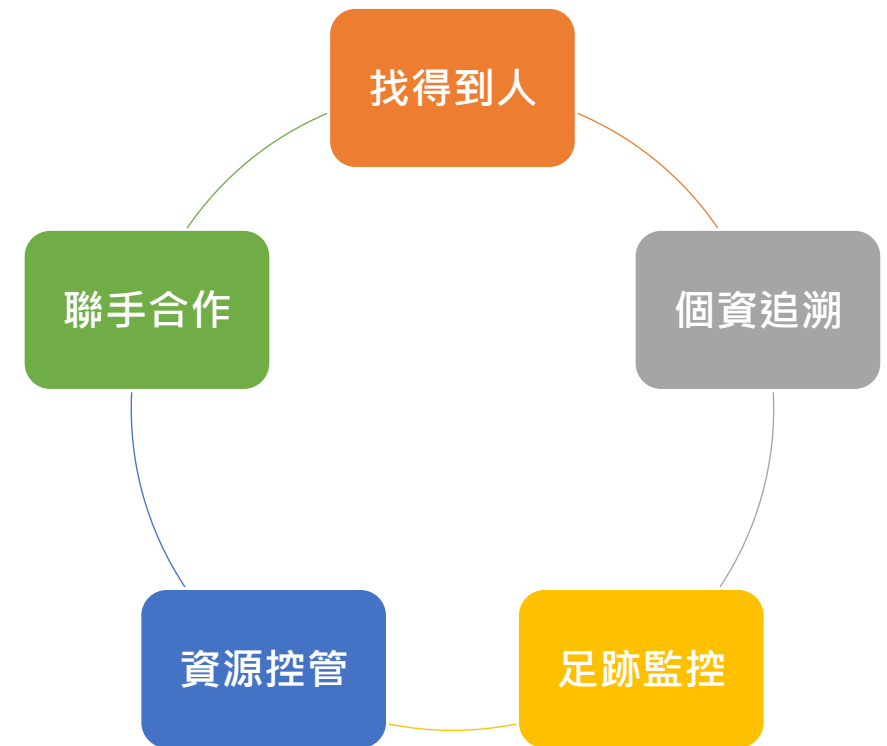 找得到人
個資追溯
足跡監控
資源控管
聯手合作